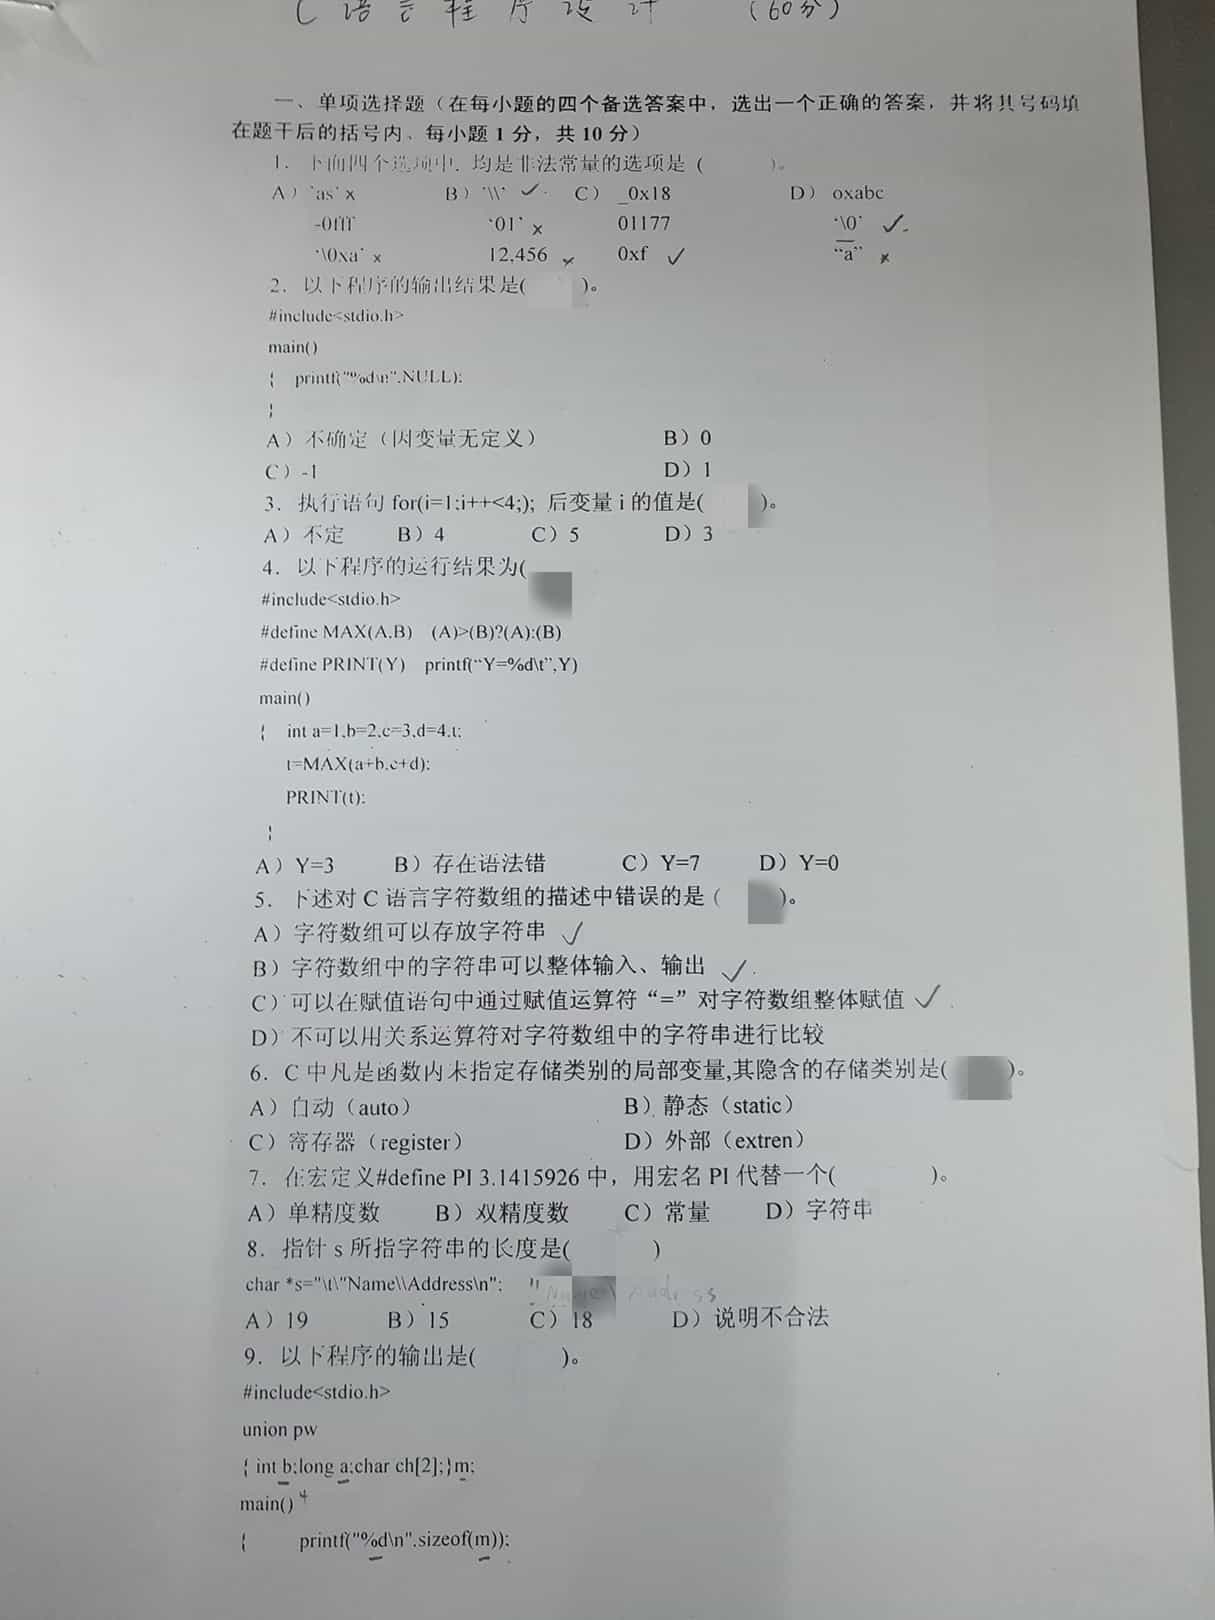 C语言程序设计 (60分)
一、单项选择题（在每小题的四个备选答案中，选出一个正确的答案，并将其号码填
在题干后的括号内、每小题 1 分，共 10 分）
1. 下面四个选项中. 均是非法常量的选项是 ( )。
A）‘as’ x B）‘\\’ ✓ C） _0x18 D） oxabc
-0fff ‘01’ x 01177 ‘\0’ ✓
‘\0xa’ x 12,456 x 0xf ✓ “a” x
2. 以下程序的输出结果是( )。
#include<stdio.h>
main()
{ printf("%d\n",NULL);
}
A）不确定（因变量无定义） B）0
C）-1 D）1
3. 执行语句 for(i=1;i++<4;); 后变量 i 的值是( )。
A）不定 B）4 C）5 D）3
4. 以下程序的运行结果为(
#include<stdio.h>
#define MAX(A,B) (A)>(B)?(A):(B)
#define PRINT(Y) printf(“Y=%d\t”,Y)
main()
{ int a=1,b=2,c=3,d=4,t;
t=MAX(a+b,c+d);
PRINT(t);
}
A）Y=3 B）存在语法错 C）Y=7 D）Y=0
5. 下述对 C 语言字符数组的描述中错误的是（ )。
A）字符数组可以存放字符串 ✓
B）字符数组中的字符串可以整体输入、输出 ✓
C）可以在赋值语句中通过赋值运算符“=”对字符数组整体赋值 ✓
D）不可以用关系运算符对字符数组中的字符串进行比较
6. C 中凡是函数内未指定存储类别的局部变量,其隐含的存储类别是( )。
A）自动（auto） B）静态（static）
C）寄存器（register） D）外部（extren）
7. 在宏定义#define PI 3.1415926 中，用宏名 PI 代替一个( )。
A）单精度数 B）双精度数 C）常量 D）字符串
8. 指针 s 所指字符串的长度是( )
char *s="\t\"Name\\Address\n"; "Name\Address
A）19 B）15 C）18 D）说明不合法
9. 以下程序的输出是( )。
#include<stdio.h>
union pw
{ int b;long a;char ch[2];}m;
main() 4
{ printf("%d\n",sizeof(m));